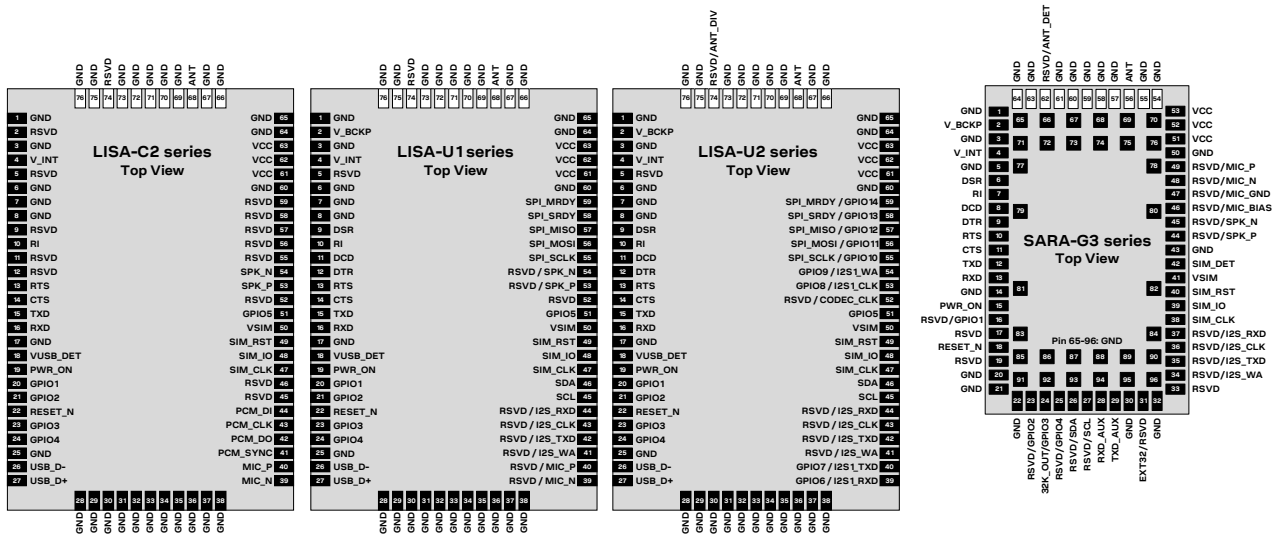 GND GND RSVD GND GND GND GND GND ANT GND GND
76 75 74 73 72 71 70 69 68 67 66
LISA-C2 series
Top View
1 GND GND 65
2 RSVD GND 64
3 GND VCC 63
4 V_INT VCC 62
5 RSVD VCC 61
6 GND GND 60
7 GND RSVD 59
8 GND RSVD 58
9 RSVD RSVD 57
10 RI RSVD 56
11 RSVD RSVD 55
12 RSVD SPK_N 54
13 RTS SPK_P 53
14 CTS RSVD 52
15 TXD GPIO5 51
16 RXD VSIM 50
17 GND SIM_RST 49
18 VUSB_DET SIM_IO 48
19 PWR_ON SIM_CLK 47
20 GPIO1 RSVD 46
21 GPIO2 RSVD 45
22 RESET_N PCM_DI 44
23 GPIO3 PCM_CLK 43
24 GPIO4 PCM_DO 42
25 GND PCM_SYNC 41
26 USB_D- MIC_P 40
27 USB_D+ MIC_N 39
28 29 30 31 32 33 34 35 36 37 38
GND GND GND GND GND GND GND GND GND GND GND
GND GND RSVD GND GND GND GND GND ANT GND GND
76 75 74 73 72 71 70 69 68 67 66
LISA-U1 series
Top View
1 GND GND 65
2 V_BCKP GND 64
3 GND VCC 63
4 V_INT VCC 62
5 RSVD VCC 61
6 GND GND 60
7 GND SPI_MRDY 59
8 GND SPI_SRDY 58
9 DSR SPI_MISO 57
10 RI SPI_MOSI 56
11 DCD SPI_SCLK 55
12 DTR RSVD / SPK_N 54
13 RTS RSVD / SPK_P 53
14 CTS RSVD 52
15 TXD GPIO5 51
16 RXD VSIM 50
17 GND SIM_RST 49
18 VUSB_DET SIM_IO 48
19 PWR_ON SIM_CLK 47
20 GPIO1 SDA 46
21 GPIO2 SCL 45
22 RESET_N RSVD / I2S_RXD 44
23 GPIO3 RSVD / I2S_CLK 43
24 GPIO4 RSVD / I2S_TXD 42
25 GND RSVD / I2S_WA 41
26 USB_D- RSVD / MIC_P 40
27 USB_D+ RSVD / MIC_N 39
28 29 30 31 32 33 34 35 36 37 38
GND GND GND GND GND GND GND GND GND GND GND
GND GND RSVD/ANT_DIV GND GND GND GND GND ANT GND GND
76 75 74 73 72 71 70 69 68 67 66
LISA-U2 series
Top View
1 GND GND 65
2 V_BCKP GND 64
3 GND VCC 63
4 V_INT VCC 62
5 RSVD VCC 61
6 GND GND 60
7 GND SPI_MRDY / GPIO14 59
8 GND SPI_SRDY / GPIO13 58
9 DSR SPI_MISO / GPIO12 57
10 RI SPI_MOSI / GPIO11 56
11 DCD SPI_SCLK / GPIO10 55
12 DTR GPIO9 / I2S1_WA 54
13 RTS GPIO8 / I2S1_CLK 53
14 CTS RSVD / CODEC_CLK 52
15 TXD GPIO5 51
16 RXD VSIM 50
17 GND SIM_RST 49
18 VUSB_DET SIM_IO 48
19 PWR_ON SIM_CLK 47
20 GPIO1 SDA 46
21 GPIO2 SCL 45
22 RESET_N RSVD / I2S_RXD 44
23 GPIO3 RSVD / I2S_CLK 43
24 GPIO4 RSVD / I2S_TXD 42
25 GND RSVD / I2S_WA 41
26 USB_D- GPIO7 / I2S1_TXD 40
27 USB_D+ GPIO6 / I2S1_RXD 39
28 29 30 31 32 33 34 35 36 37 38
GND GND GND GND GND GND GND GND GND GND GND
GND GND RSVD/ANT_DET GND GND GND GND GND ANT GND GND
64 63 62 61 60 59 58 57 56 55 54
GND 1 53 VCC
V_BCKP 2 52 VCC
GND 3 51 VCC
V_INT 4 50 GND
GND 5 49 RSVD/MIC_P
DSR 6 48 RSVD/MIC_N
RI 7 47 RSVD/MIC_GND
DCD 8 46 RSVD/MIC_BIAS
DTR 9 45 RSVD/SPK_N
RTS 10 44 RSVD/SPK_P
CTS 11 43 GND
TXD 12 42 SIM_DET
RXD 13 41 VSIM
GND 14 40 SIM_RST
PWR_ON 15 39 SIM_IO
RSVD/GPIO1 16 38 SIM_CLK
RSVD 17 37 RSVD/I2S_RXD
RESET_N 18 36 RSVD/I2S_CLK
RSVD 19 35 RSVD/I2S_TXD
GND 20 34 RSVD/I2S_WA
GND 21 33 RSVD
65 66 67 68 69 70
71 72 73 74 75 76
77 78
79 80
SARA-G3 series
Top View
81 82
83 84
Pin 65-96: GND
85 86 87 88 89 90
91 92 93 94 95 96
22 23 24 25 26 27 28 29 30 31 32
GND RSVD/GPIO2 32K_OUT/GPIO3 RSVD/GPIO4 RSVD/SDA RSVD/SCL RXD_AUX TXD_AUX GND EXT32/RSVD GND